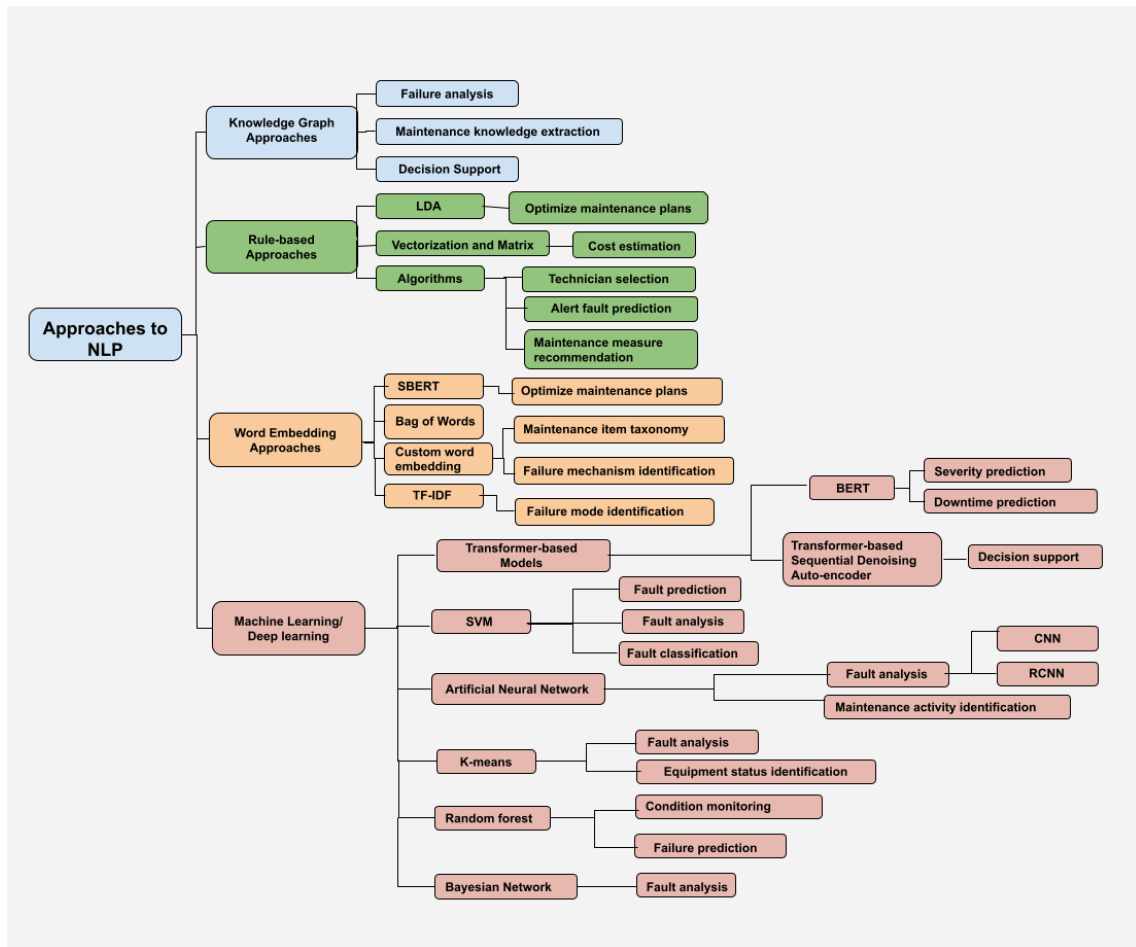 Approaches to
NLP
Knowledge Graph
Approaches
Failure analysis
Maintenance knowledge extraction
Decision Support
Rule-based
Approaches
LDA
Optimize maintenance plans
Vectorization and Matrix
Cost estimation
Algorithms
Technician selection
Alert fault prediction
Maintenance measure
recommendation
Word Embedding
Approaches
SBERT
Optimize maintenance plans
Bag of Words
Custom word
embedding
Maintenance item taxonomy
Failure mechanism identification
TF-IDF
Failure mode identification
Machine Learning/
Deep learning
Transformer-based
Models
BERT
Severity prediction
Downtime prediction
Transformer-based
Sequential Denoising
Auto-encoder
Decision support
SVM
Fault prediction
Fault analysis
Fault classification
Artificial Neural Network
Fault analysis
CNN
RCNN
Maintenance activity identification
K-means
Fault analysis
Equipment status identification
Random forest
Condition monitoring
Failure prediction
Bayesian Network
Fault analysis